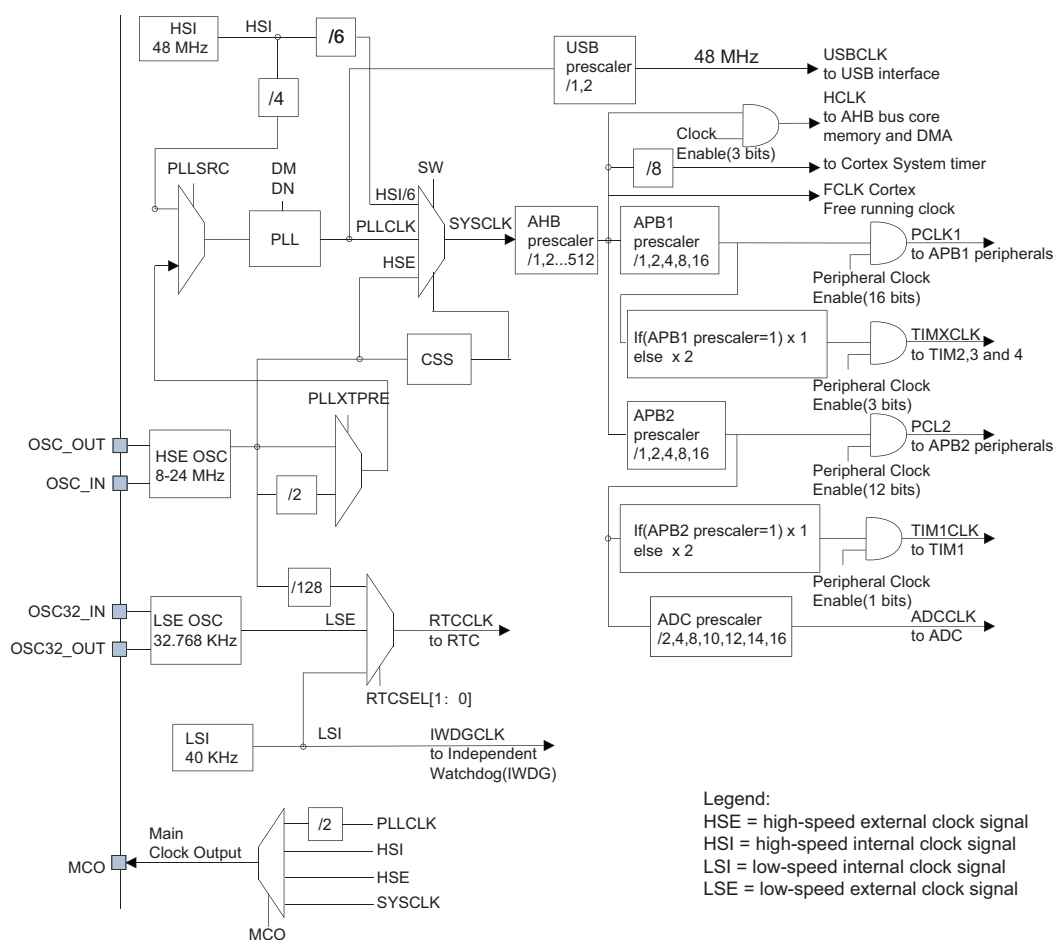 HSI
48 MHz
HSI
/6
/4
USB
prescaler
/1,2
48 MHz
USBCLK
to USB interface
HCLK
to AHB bus core
memory and DMA
Clock
Enable(3 bits)
/8
to Cortex System timer
FCLK Cortex
Free running clock
PLLSRC
DM
DN
PLL
SW
HSI/6
PLLCLK
HSE
SYSCLK
AHB
prescaler
/1,2...512
APB1
prescaler
/1,2,4,8,16
PCLK1
to APB1 peripherals
Peripheral Clock
Enable(16 bits)
CSS
If(APB1 prescaler=1) x 1
else x 2
TIMXCLK
to TIM2,3 and 4
Peripheral Clock
Enable(3 bits)
PLLXTPRE
OSC_OUT
OSC_IN
HSE OSC
8-24 MHz
/2
APB2
prescaler
/1,2,4,8,16
PCL2
to APB2 peripherals
Peripheral Clock
Enable(12 bits)
If(APB2 prescaler=1) x 1
else x 2
TIM1CLK
to TIM1
Peripheral Clock
Enable(1 bits)
/128
OSC32_IN
OSC32_OUT
LSE OSC
32.768 KHz
LSE
RTCCLK
to RTC
RTCSEL[1: 0]
ADC prescaler
/2,4,8,10,12,14,16
ADCCLK
to ADC
LSI
40 KHz
LSI
IWDGCLK
to Independent
Watchdog(IWDG)
MCO
Main
Clock Output
/2
PLLCLK
HSI
HSE
SYSCLK
MCO
Legend:
HSE = high-speed external clock signal
HSI = high-speed internal clock signal
LSI = low-speed internal clock signal
LSE = low-speed external clock signal